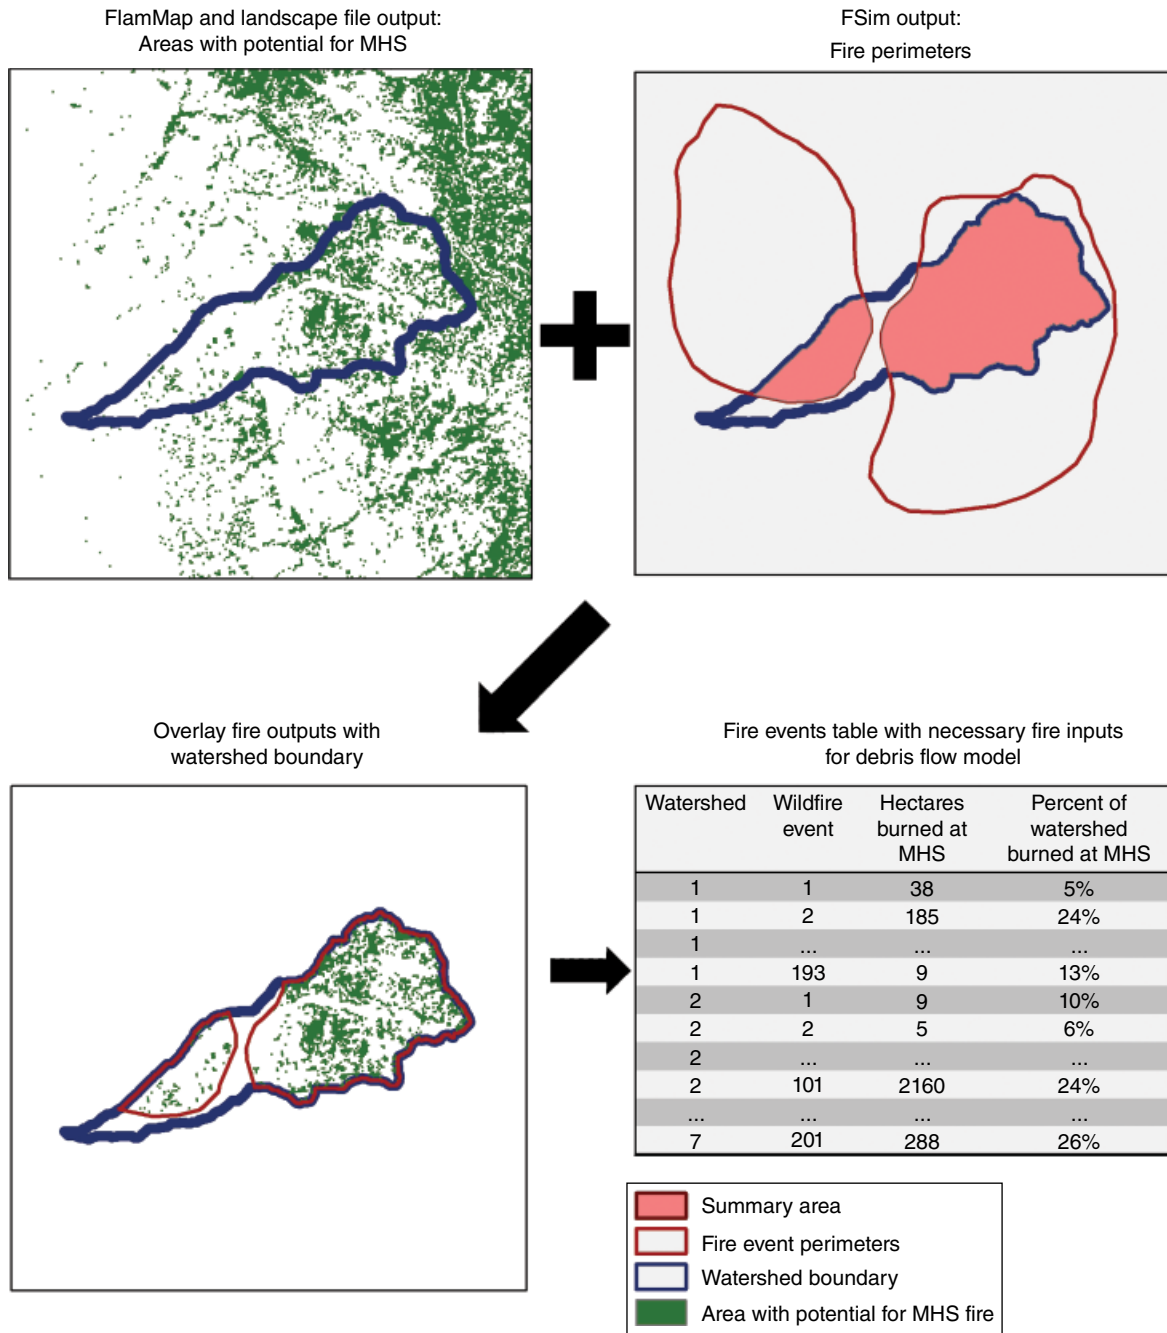 FlamMap and landscape file output:
Areas with potential for MHS
FSim output:
Fire perimeters
Overlay fire outputs with
watershed boundary
Fire events table with necessary fire inputs
for debris flow model
Watershed Wildfire event Hectares burned at MHS Percent of watershed burned at MHS
1 1 38 5%
1 2 185 24%
1 ... ... ...
1 193 9 13%
2 1 9 10%
2 2 5 6%
2 ... ... ...
2 101 2160 24%
... ... ... ...
7 201 288 26%
Summary area
Fire event perimeters
Watershed boundary
Area with potential for MHS fire